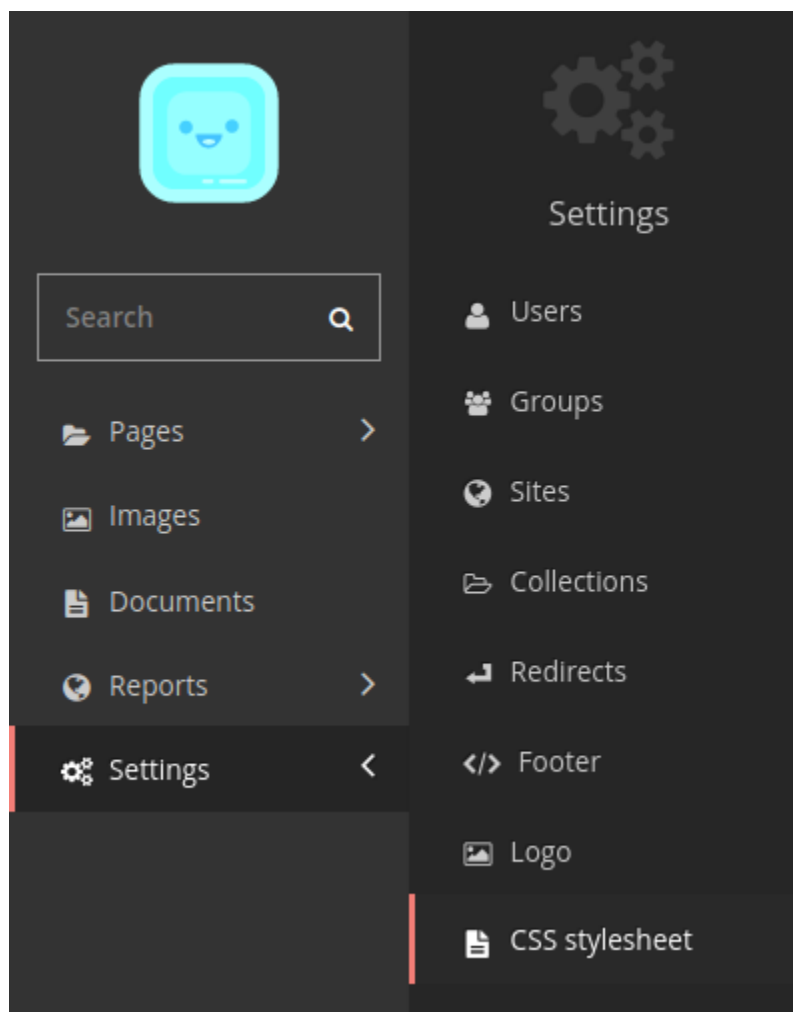 Search
Pages
Images
Documents
Reports
Settings
Settings
Users
Groups
Sites
Collections
Redirects
</> Footer
Logo
CSS stylesheet